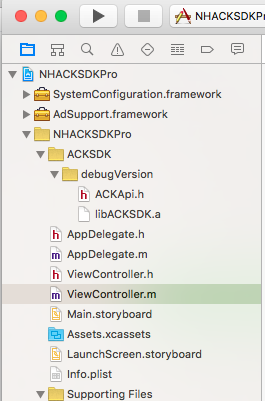 NHACKSDKPro
NHACKSDKPro
SystemConfiguration.framework
AdSupport.framework
NHACKSDKPro
ACKSDK
debugVersion
h ACKApi.h
libACKSDK.a
h AppDelegate.h
m AppDelegate.m
h ViewController.h
m ViewController.m
Main.storyboard
Assets.xcassets
LaunchScreen.storyboard
Info.plist
Supporting Files